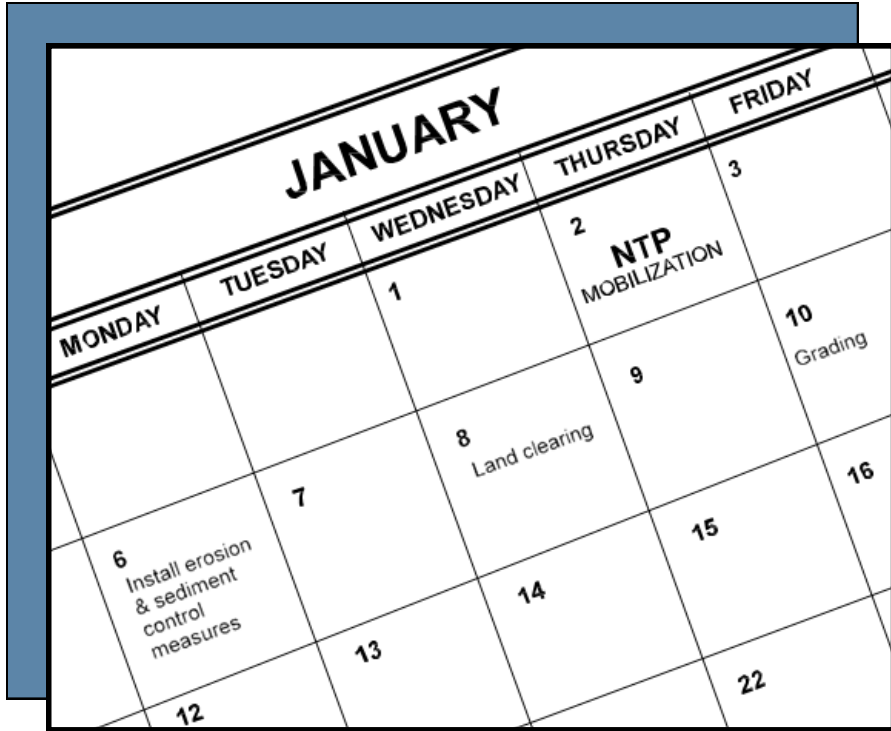 JANUARY
MONDAY
TUESDAY
WEDNESDAY
THURSDAY
FRIDAY
1
2
NTP
MOBILIZATION
3
6
Install erosion
& sediment
control
measures
7
8
Land clearing
9
10
Grading
12
13
14
15
16
22